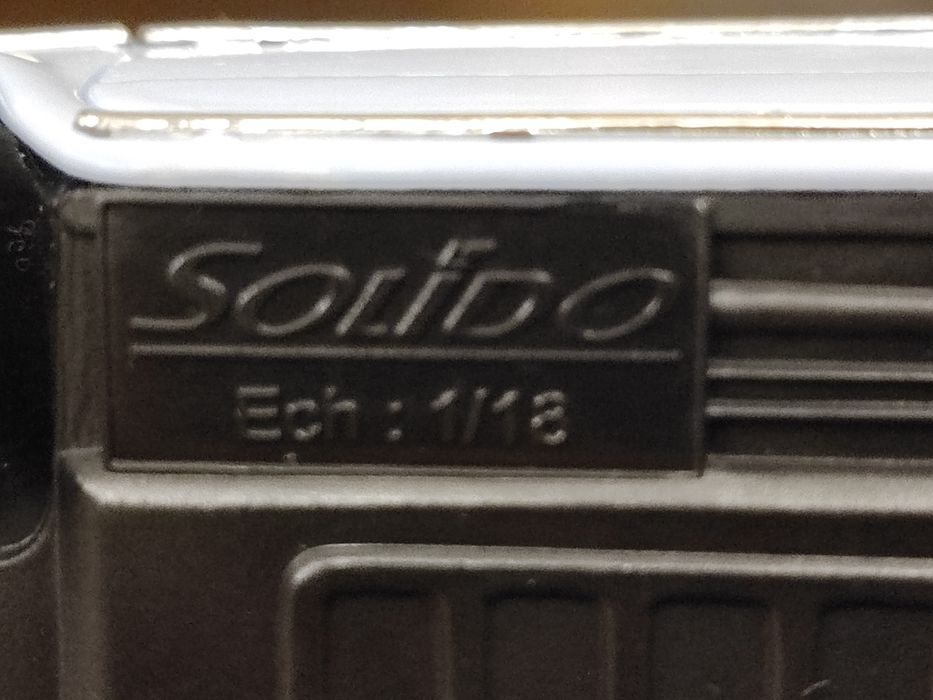 SOLiDO
Ech : 1/18